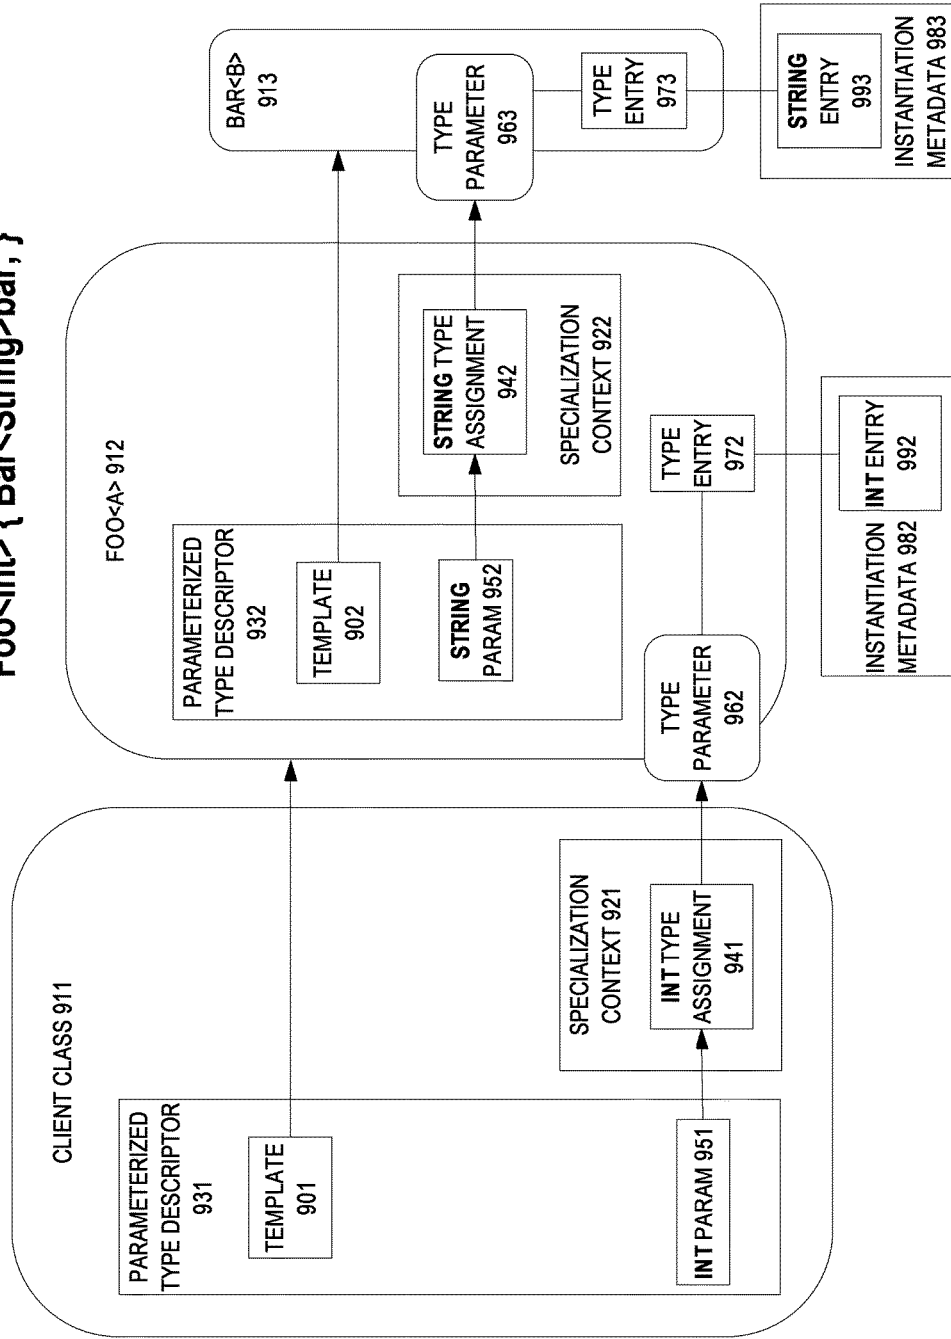 Foo<int> { Bar<String>bar; }
CLIENT CLASS 911
PARAMETERIZED
TYPE DESCRIPTOR
931
TEMPLATE
901
INT PARAM 951
SPECIALIZATION
CONTEXT 921
INT TYPE
ASSIGNMENT
941
FOO<A> 912
PARAMETERIZED
TYPE DESCRIPTOR
932
TEMPLATE
902
STRING
PARAM 952
STRING TYPE
ASSIGNMENT
942
SPECIALIZATION
CONTEXT 922
TYPE
PARAMETER
962
TYPE
ENTRY
972
INSTANTIATION
METADATA 982
INT ENTRY
992
BAR<B>
913
TYPE
PARAMETER
963
TYPE
ENTRY
973
STRING
ENTRY
993
INSTANTIATION
METADATA 983